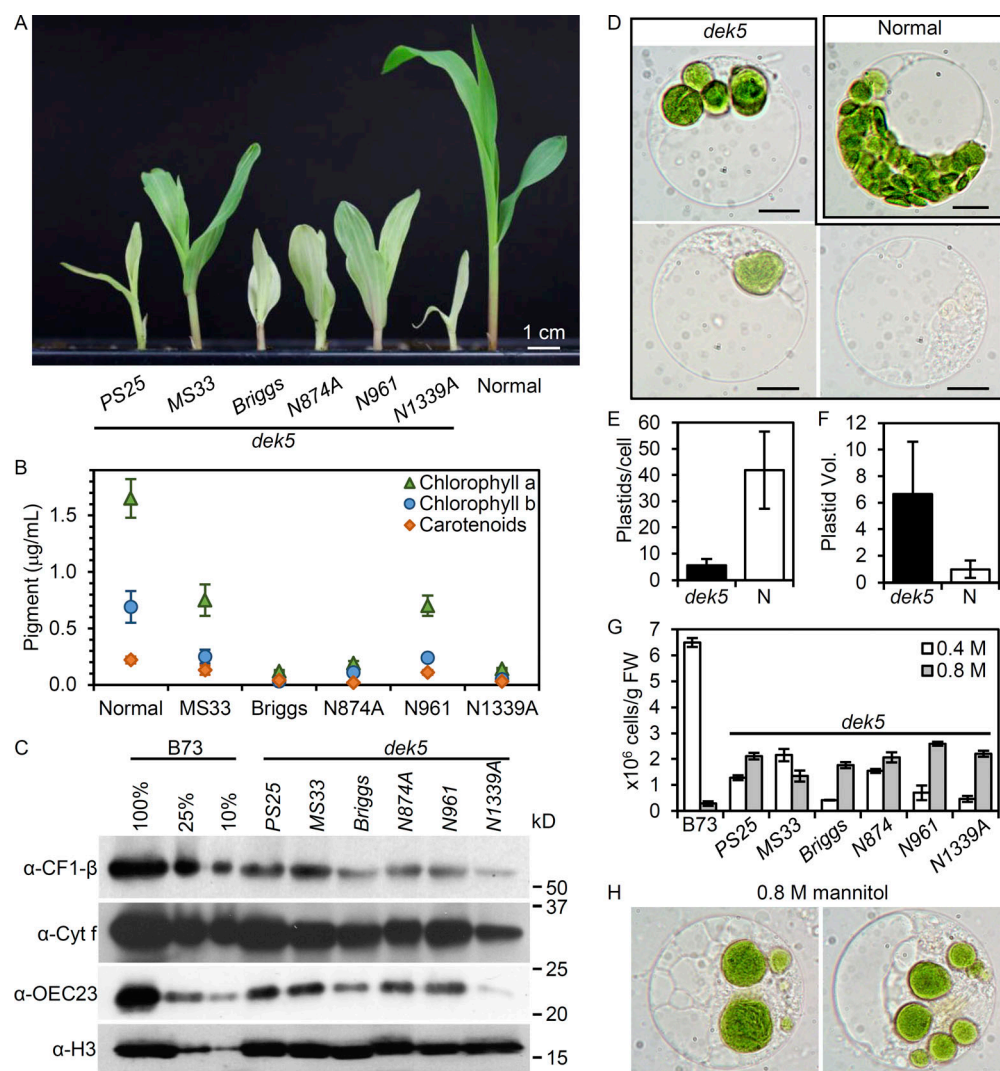 A
1 cm
PS25 MS33 Briggs N874A N961 N1339A Normal
dek5
B
Pigment (µg/mL)
1.5
1.0
0.5
0.0
Chlorophyll a
Chlorophyll b
Carotenoids
Normal MS33 Briggs N874A N961 N1339A
C
B73 dek5
100% 25% 10% PS25 MS33 Briggs N874A N961 N1339A kD
α-CF1-β
50
37
α-Cyt f
25
α-OEC23
20
α-H3
15
D
dek5 Normal
E
Plastids/cell
60
50
40
30
20
10
0
dek5 N
F
Plastid Vol.
12
10
8
6
4
2
0
dek5 N
G
x10⁶ cells/g FW
7
6
5
4
3
2
1
0
0.4 M
0.8 M
dek5
B73 PS25 MS33 Briggs N874 N961 N1339A
H
0.8 M mannitol